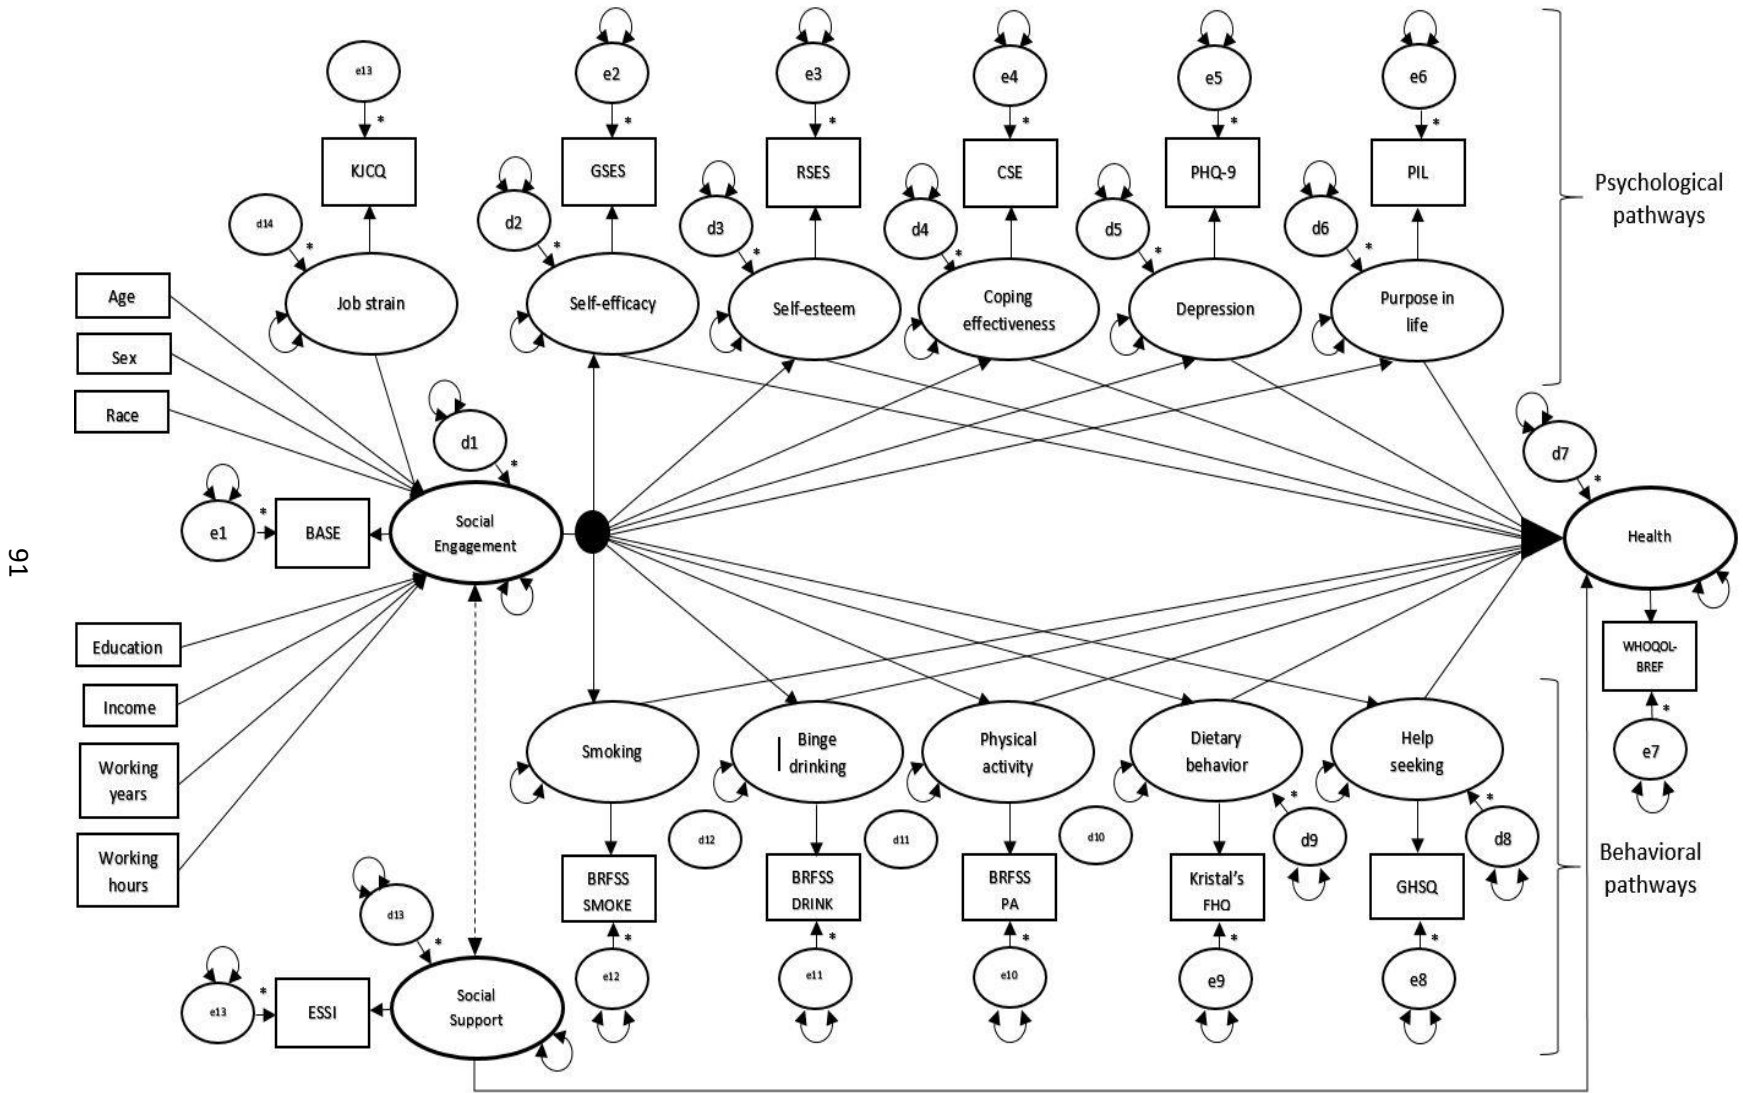 e13
e2
e3
e4
e5
e6
*
*
*
*
*
*
KJCQ
GSES
RSES
CSE
PHQ-9
PIL
Psychological
pathways
d14
d2
d3
d4
d5
d6
*
*
*
*
*
*
Job strain
Self-efficacy
Self-esteem
Coping
effectiveness
Depression
Purpose in
life
Age
Sex
Race
d1
*
d7
*
e1
*
BASE
Social
Engagement
Health
91
Education
Income
Working
years
Working
hours
WHOQOL-
BREF
*
e7
Smoking
Binge
drinking
Physical
activity
Dietary
behavior
Help
seeking
*
*
d12
d11
d10
d9
d8
Behavioral
pathways
BRFSS
SMOKE
BRFSS
DRINK
BRFSS
PA
Kristal's
FHQ
GHSQ
d13
*
*
*
*
*
*
e12
e11
e10
e9
e8
e13
*
ESSI
Social
Support